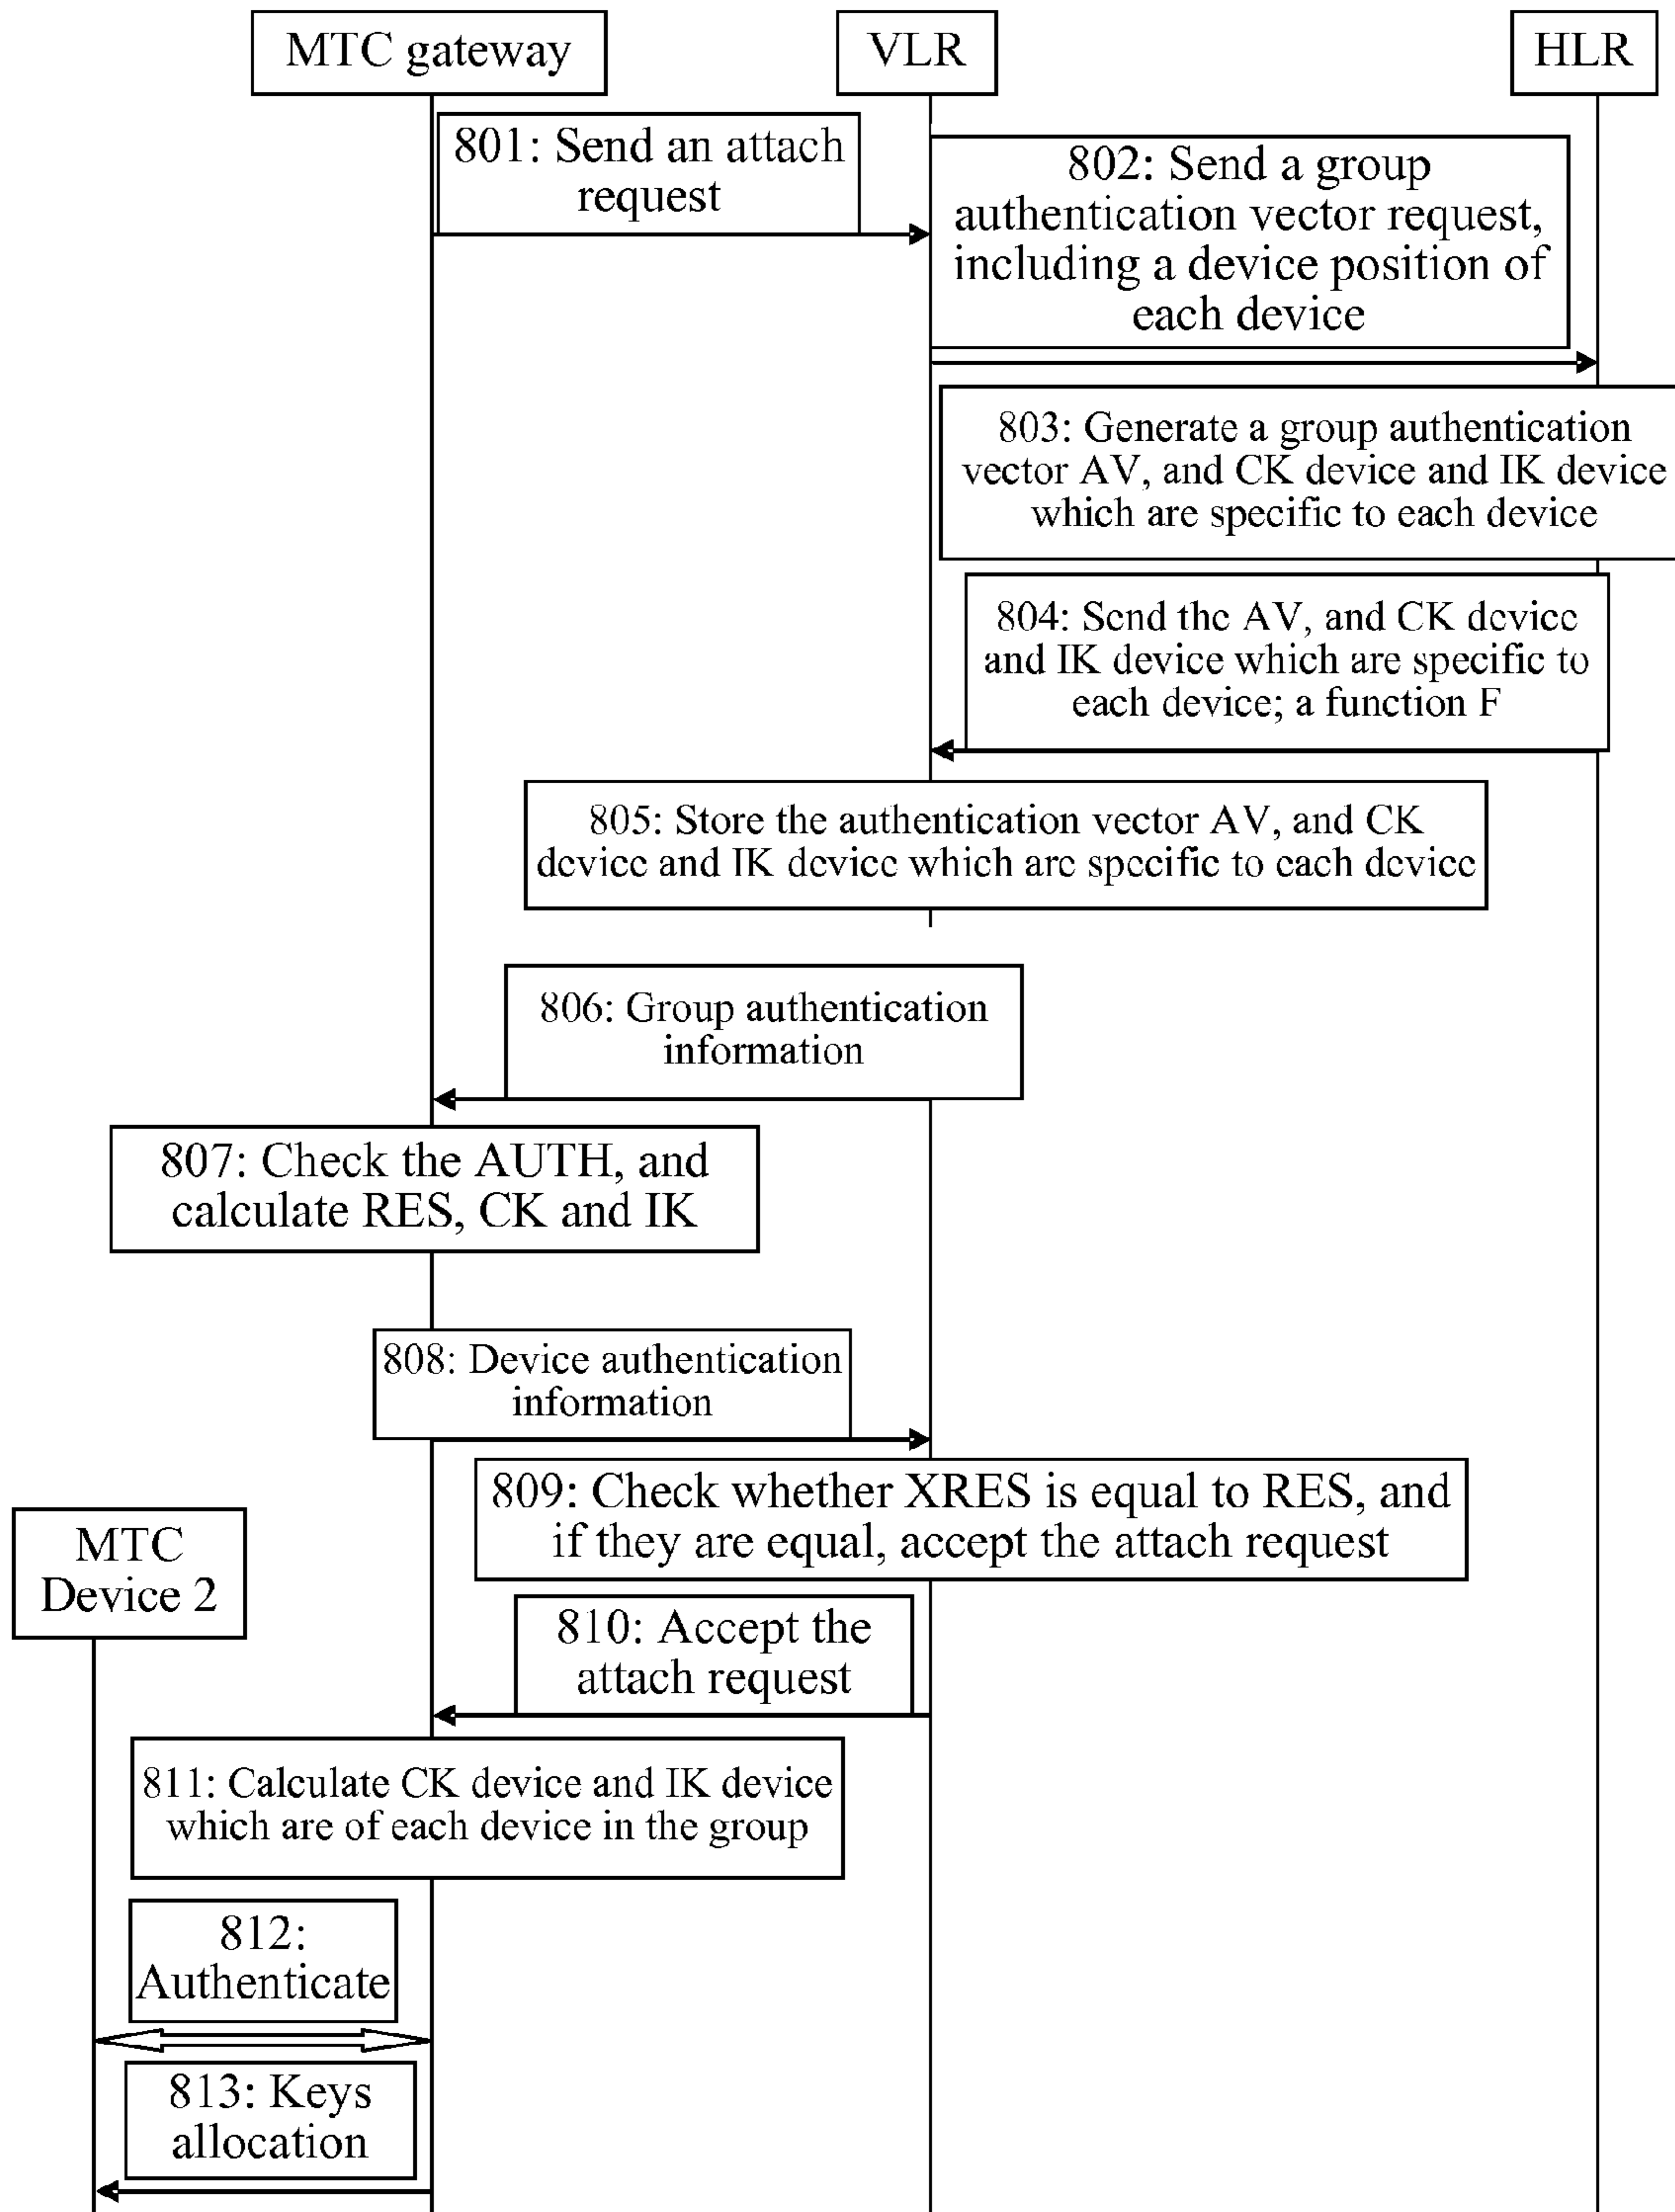 MTC gateway
VLR
HLR
801: Send an attach
request
802: Send a group
authentication vector request,
including a device position of
each device
803: Generate a group authentication
vector AV, and CK device and IK device
which are specific to each device
804: Send the AV, and CK device
and IK device which are specific to
each device; a function F
805: Store the authentication vector AV, and CK
device and IK device which are specific to each device
806: Group authentication
information
807: Check the AUTH, and
calculate RES, CK and IK
808: Device authentication
information
809: Check whether XRES is equal to RES, and
if they are equal, accept the attach request
MTC
Device 2
810: Accept the
attach request
811: Calculate CK device and IK device
which are of each device in the group
812:
Authenticate
813: Keys
allocation